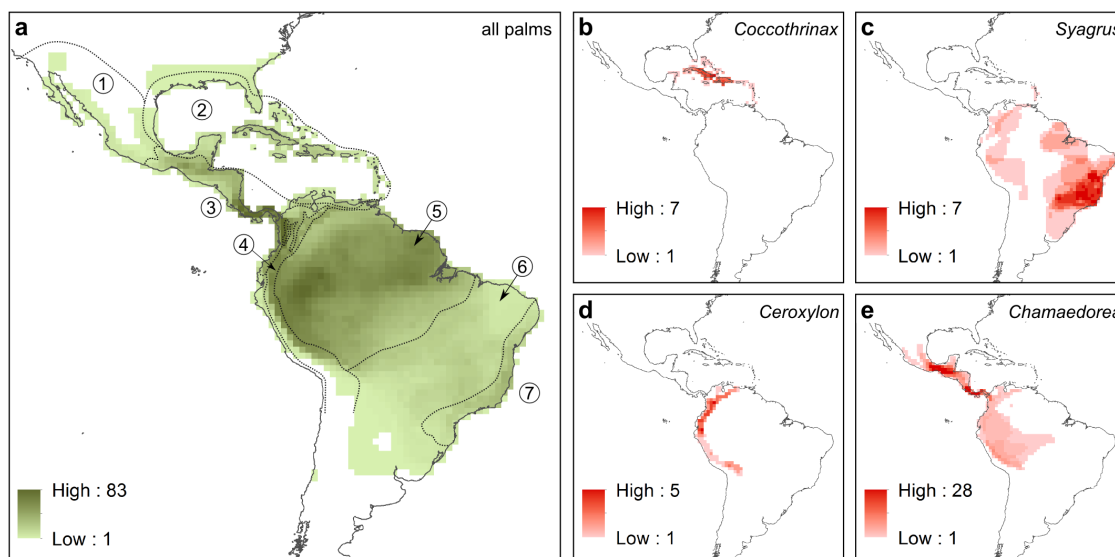 a
all palms
1
2
3
4
5
6
7
High : 83
Low : 1
b
Coccothrinax
High : 7
Low : 1
c
Syagrus
High : 7
Low : 1
d
Ceroxylon
High : 5
Low : 1
e
Chamaedorea
High : 28
Low : 1